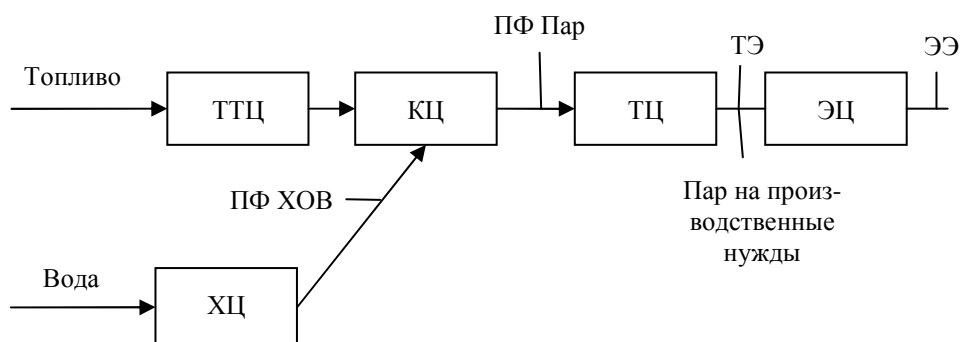 ПФ Пар
ТЭ
ЭЭ
Топливо
ТТЦ
КЦ
ТЦ
ЭЦ
ПФ ХОВ
Пар на произ-
водственные
нужды
Вода
ХЦ